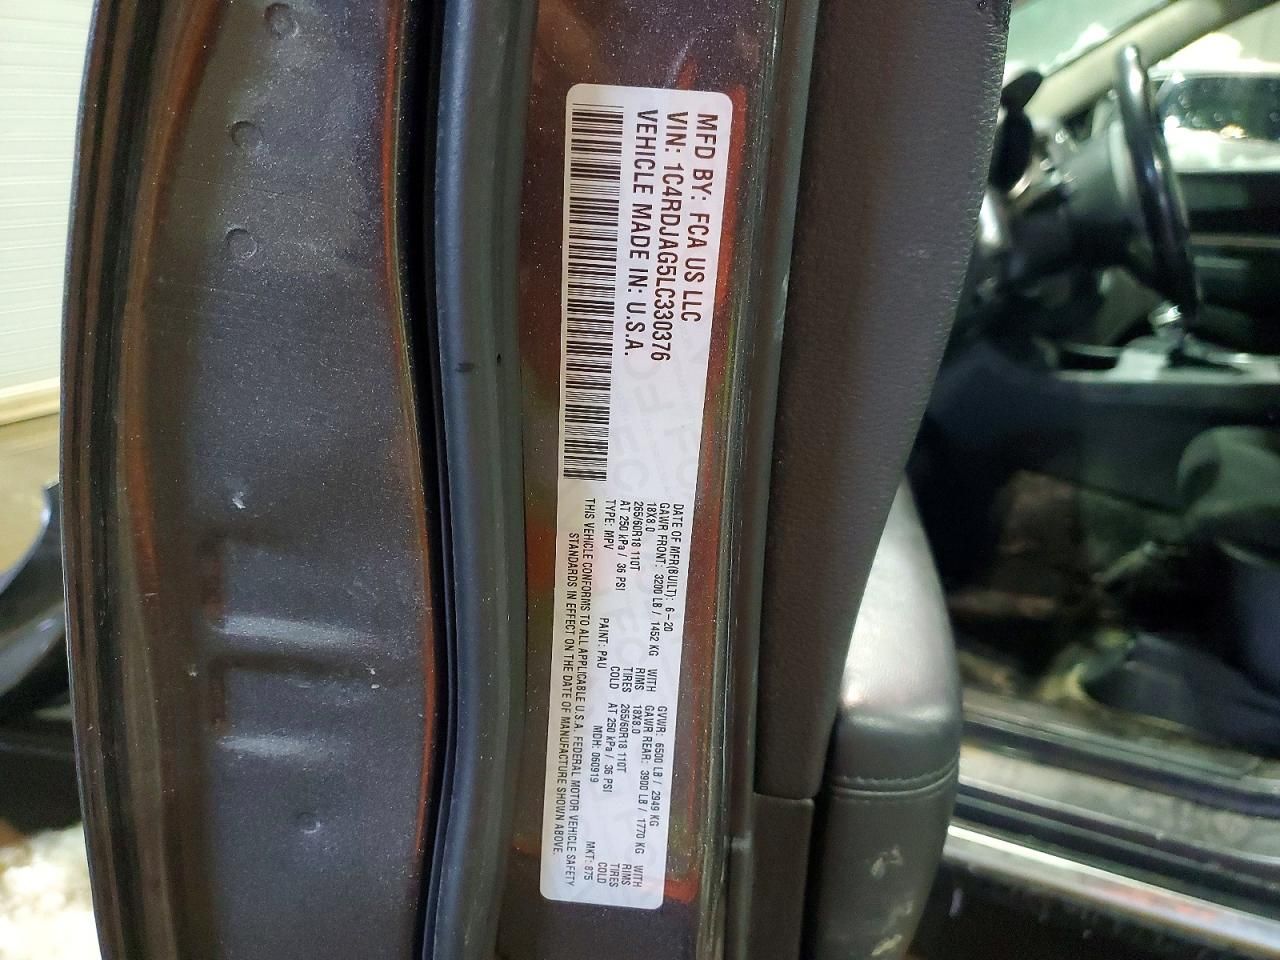 MFD BY: FCA US LLC
VIN: 1C4RDJAG5LC330376
VEHICLE MADE IN: U.S.A.
DATE OF MFR(BUILT): 6-20 GVWR: 6500 LB / 2949 KG
GAWR FRONT: 3200 LB / 1452 KG WITH GAWR REAR: 3900 LB / 1770 KG WITH
18X8.0 RIMS 18X8.0 RIMS
265/60R18 110T TIRES 265/60R18 110T TIRES
AT 250 kPa / 36 PSI COLD AT 250 kPa / 36 PSI COLD
TYPE: MPV PAINT: PAU MDH: 060919 MKT: 875
THIS VEHICLE CONFORMS TO ALL APPLICABLE U.S.A. FEDERAL MOTOR VEHICLE SAFETY
STANDARDS IN EFFECT ON THE DATE OF MANUFACTURE SHOWN ABOVE.